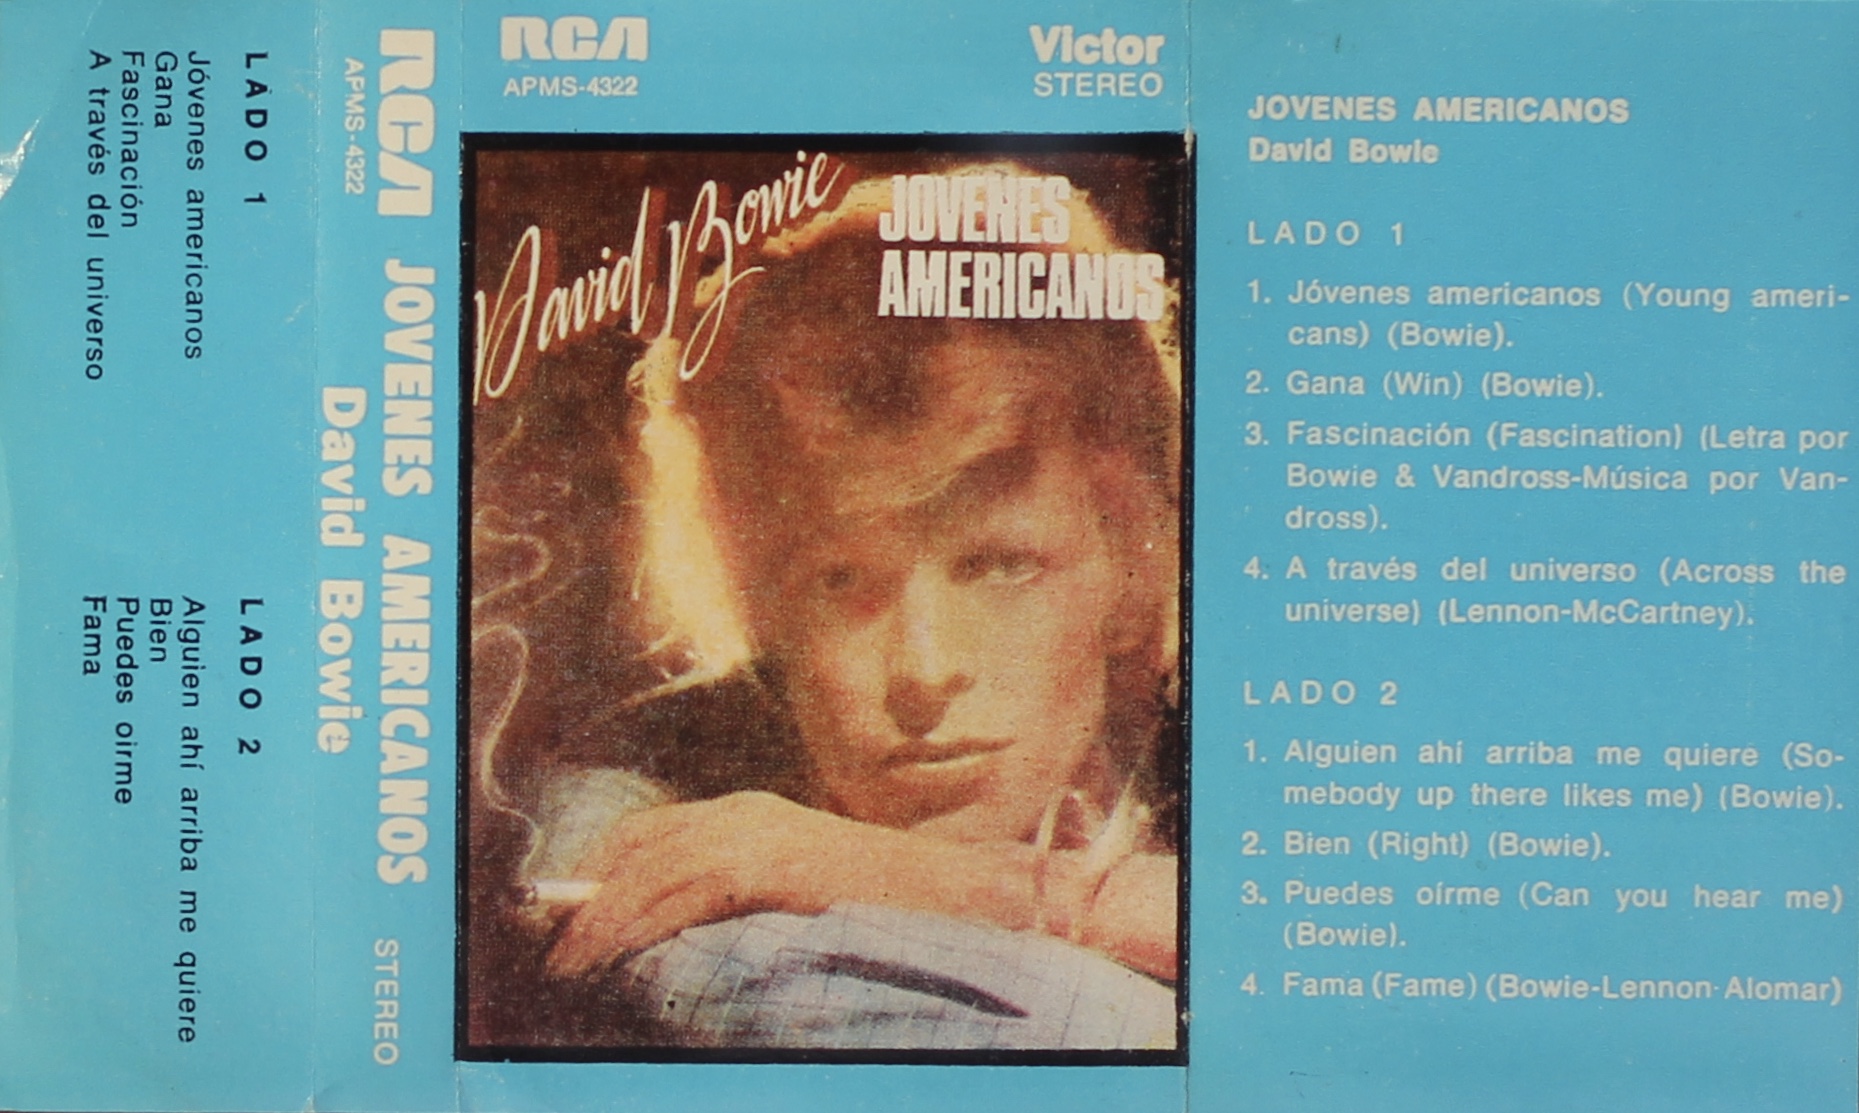 LADO 1
Jóvenes americanos
Gana
Fascinación
A través del universo
LADO 2
Alguien ahí arriba me quiere
Bien
Puedes oirme
Fama
RCA JOVENES AMERICANOS STEREO
APMS-4322 David Bowie
RCA
APMS-4322
Victor
STEREO
David Bowie
JOVENES
AMERICANOS
JOVENES AMERICANOS
David Bowie
LADO 1
1. Jóvenes americanos (Young ameri-
cans) (Bowie).
2. Gana (Win) (Bowie).
3. Fascinación (Fascination) (Letra por
Bowie & Vandross-Música por Van-
dross).
4. A través del universo (Across the
universe) (Lennon-McCartney).
LADO 2
1. Alguien ahí arriba me quiere (So-
mebody up there likes me) (Bowie).
2. Bien (Right) (Bowie).
3. Puedes oírme (Can you hear me)
(Bowie).
4. Fama (Fame) (Bowie-Lennon-Alomar)